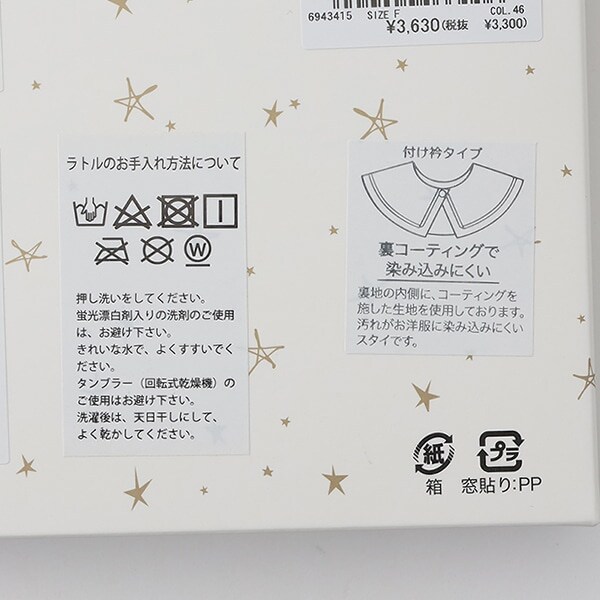 6943415 SIZE F COL. 46
¥3,630(税抜 ¥3,300)
ラトルのお手入れ方法について
W
押し洗いをしてください。
蛍光漂白剤入りの洗剤のご使用
は、お避け下さい。
きれいな水で、よくすすいでく
ださい。
タンブラー（回転式乾燥機）の
ご使用はお避け下さい。
洗濯後は、天日干しにして、
よく乾かしてください。
付け衿タイプ
裏コーティングで
染み込みにくい
裏地の内側に、コーティングを
施した生地を使用しております。
汚れがお洋服に染み込みにくい
スタイです。
紙
箱
プラ
窓貼り:PP